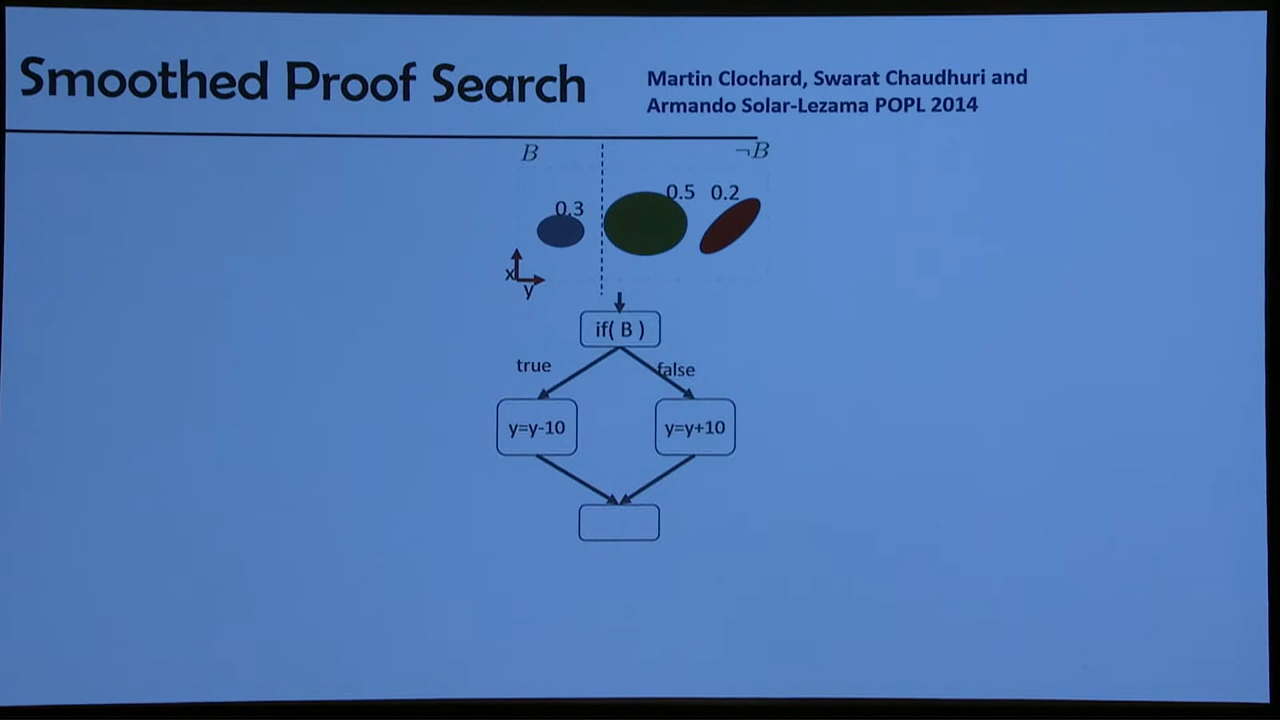 Smoothed Proof Search
Martin Clochard, Swarat Chaudhuri and
Armando Solar-Lezama POPL 2014
B
¬B
0.3
0.5
0.2
x
y
if( B )
true
false
y=y-10
y=y+10